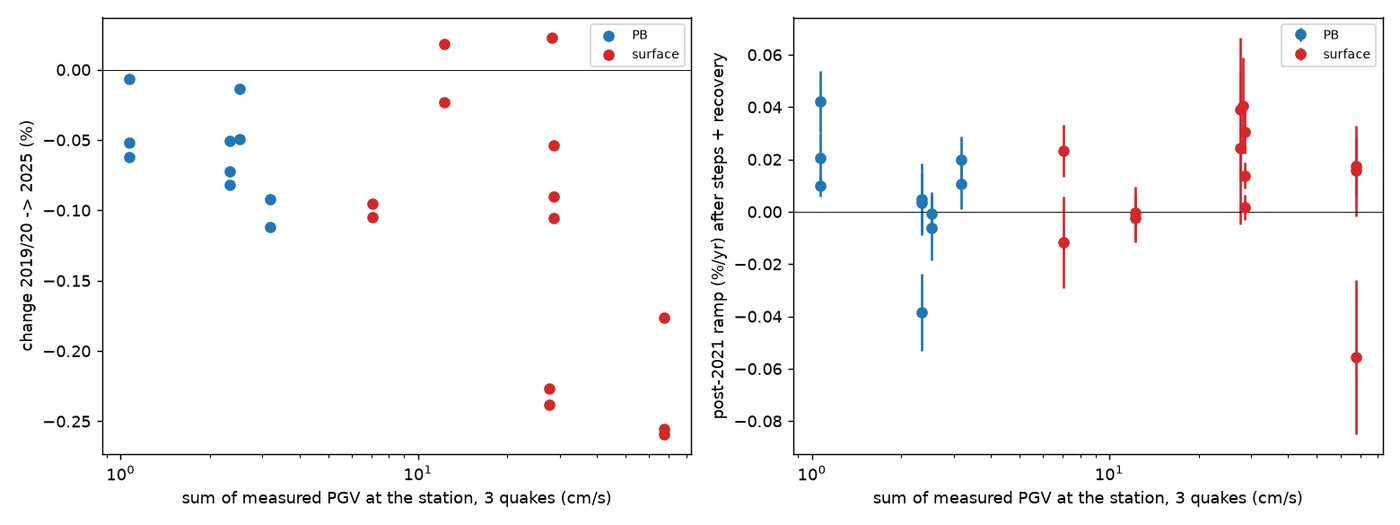 change 2019/20 -> 2025 (%)
0.00
−0.05
−0.10
−0.15
−0.20
−0.25
PB
surface
10⁰
10¹
sum of measured PGV at the station, 3 quakes (cm/s)
post-2021 ramp (%/yr) after steps + recovery
0.06
0.04
0.02
0.00
−0.02
−0.04
−0.06
−0.08
PB
surface
10⁰
10¹
sum of measured PGV at the station, 3 quakes (cm/s)